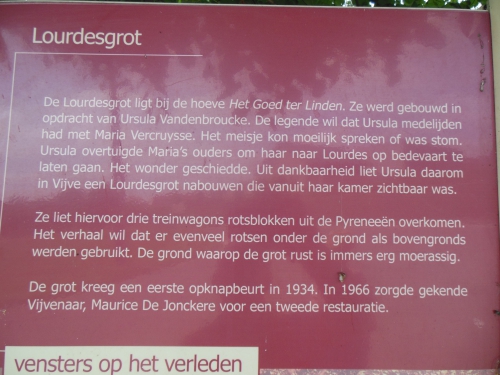 Lourdesgrot
De Lourdesgrot ligt bij de hoeve Het Goed ter Linden. Ze werd gebouwd in
opdracht van Ursula Vandenbroucke. De legende wil dat Ursula medelijden
had met Maria Vercruysse. Het meisje kon moeilijk spreken of was stom.
Ursula overtuigde Maria's ouders om haar naar Lourdes op bedevaart te
laten gaan. Het wonder geschiedde. Uit dankbaarheid liet Ursula daarom
in Vijve een Lourdesgrot nabouwen die vanuit haar kamer zichtbaar was.
Ze liet hiervoor drie treinwagons rotsblokken uit de Pyreneeën overkomen.
Het verhaal wil dat er evenveel rotsen onder de grond als bovengronds
werden gebruikt. De grond waarop de grot rust is immers erg moerassig.
De grot kreeg een eerste opknapbeurt in 1934. In 1966 zorgde gekende
Vijvenaar, Maurice De Jonckere voor een tweede restauratie.
vensters op het verleden